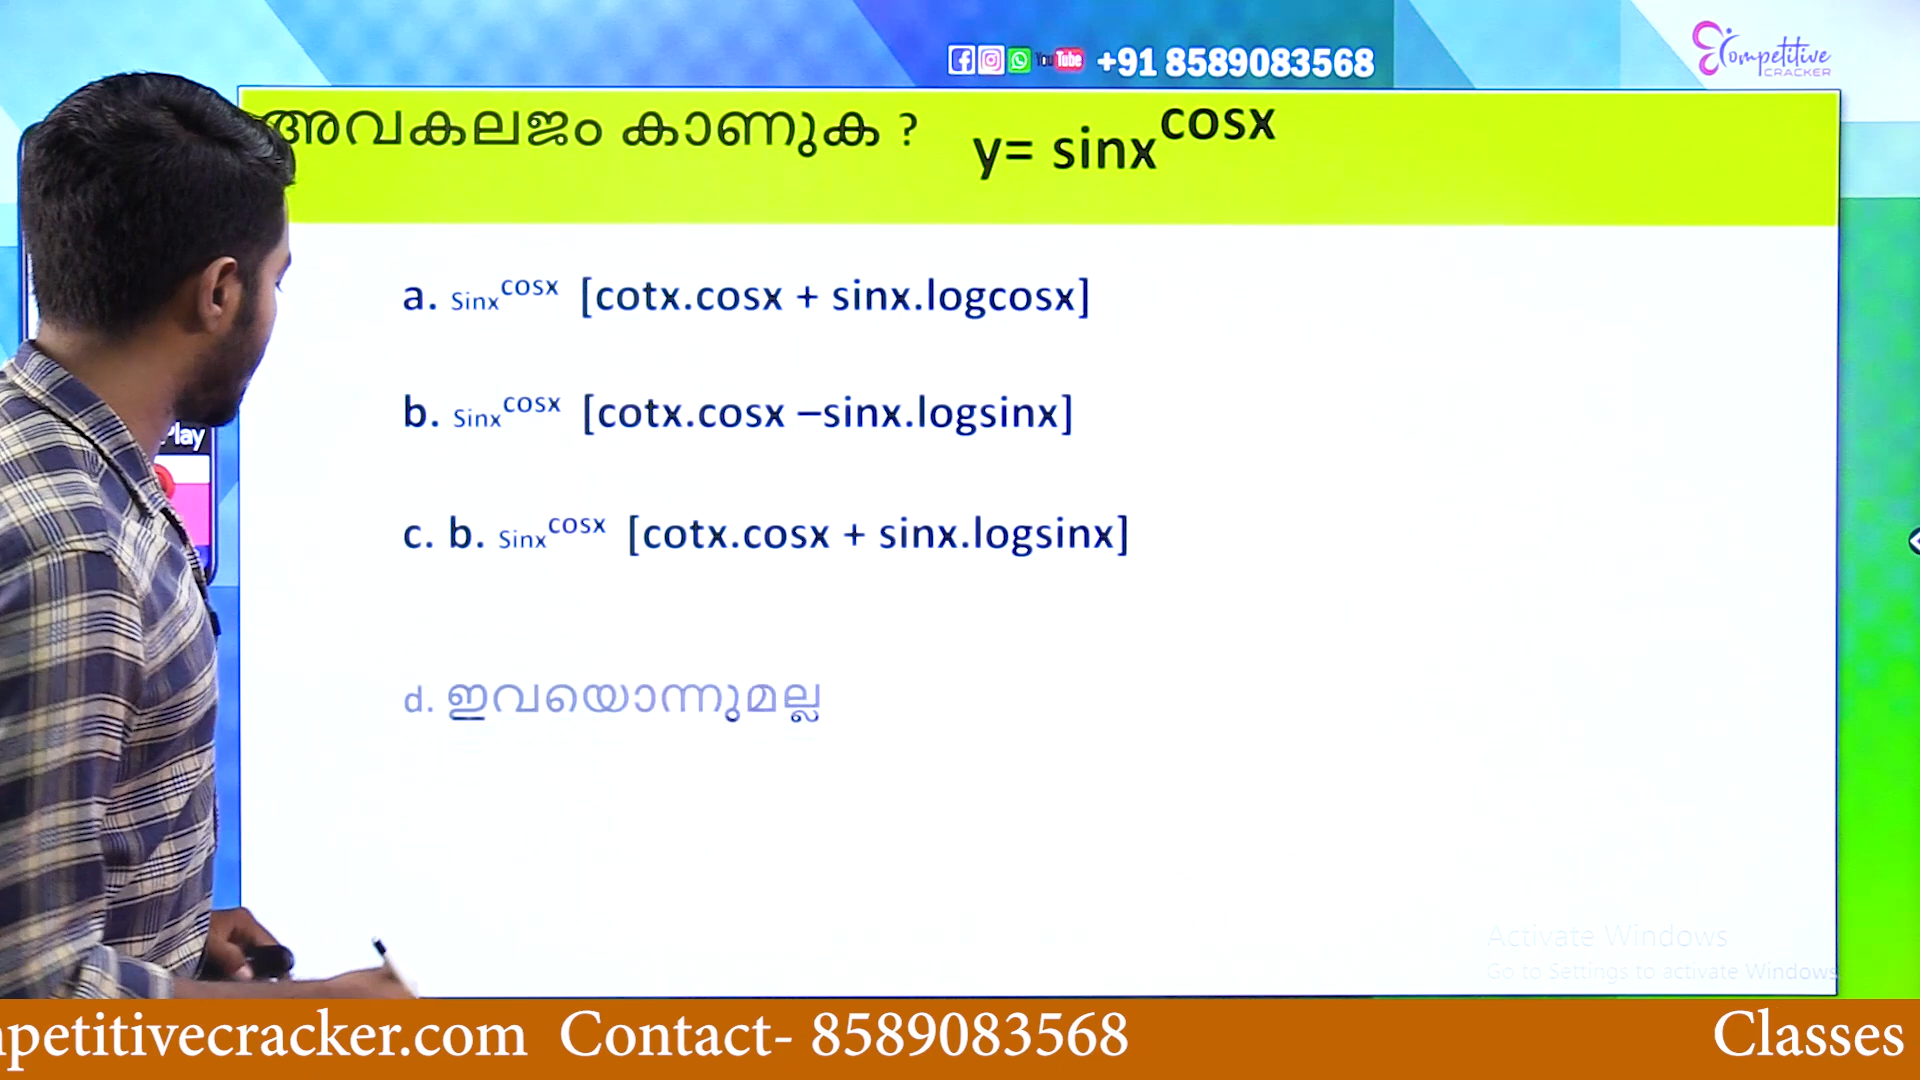 YouTube +91 8589083568
Competitive
CRACKER
അവകലജം കാണുക ? y= sinx^cosx
a. Sinx^cosx [cotx.cosx + sinx.logcosx]
b. Sinx^cosx [cotx.cosx –sinx.logsinx]
c. b. Sinx^cosx [cotx.cosx + sinx.logsinx]
Play
d. ഇവയൊന്നുമല്ല
Activate Windows
Go to Settings to activate Windows
petitivecracker.com Contact- 8589083568 Classes